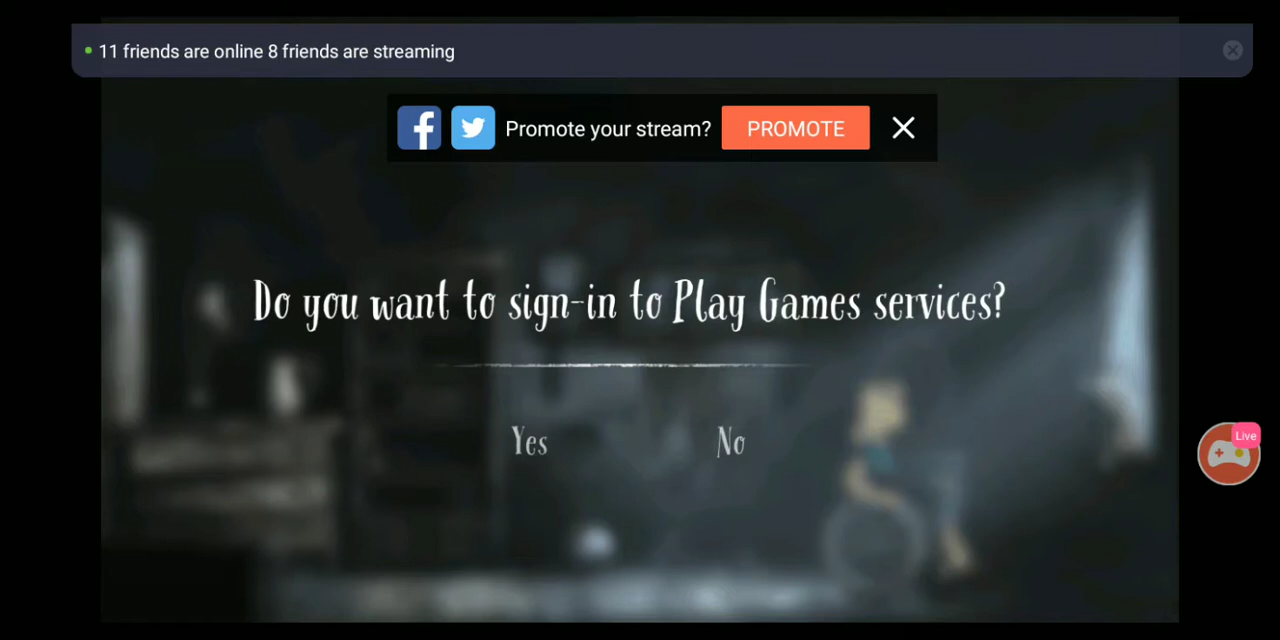 11 friends are online 8 friends are streaming
Promote your stream? PROMOTE
Do you want to sign-in to Play Games services?
Yes No
Live